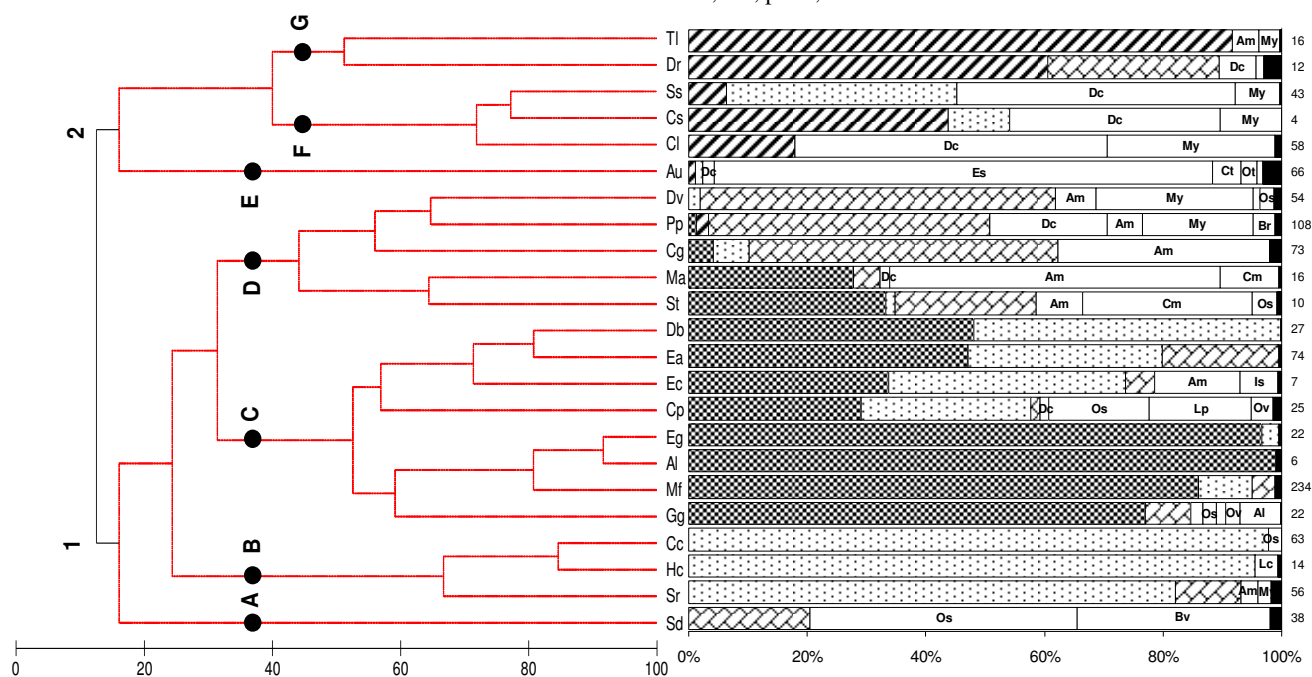 G
Tl Am My 16
Dr Dc 12
Ss Dc My 43
2
Cs Dc My 4
F
Cl Dc My 58
Au Dc Es Ct Ot 66
E
Dv Am My Os 54
Pp Dc Am My Br 108
Cg Am 73
D
Ma Dc Am Cm 16
St Am Cm Os 10
Db 27
Ea 74
Ec Am Is 7
C
Cp Dc Os Lp Ov 25
Eg 22
Al 6
Mf 234
Gg Os Ov Al 22
1
B
Cc Os 63
Hc Lc 14
A
Sr Am 56
Sd Os Bv 38
0 20 40 60 80 100 0% 20% 40% 60% 80% 100%